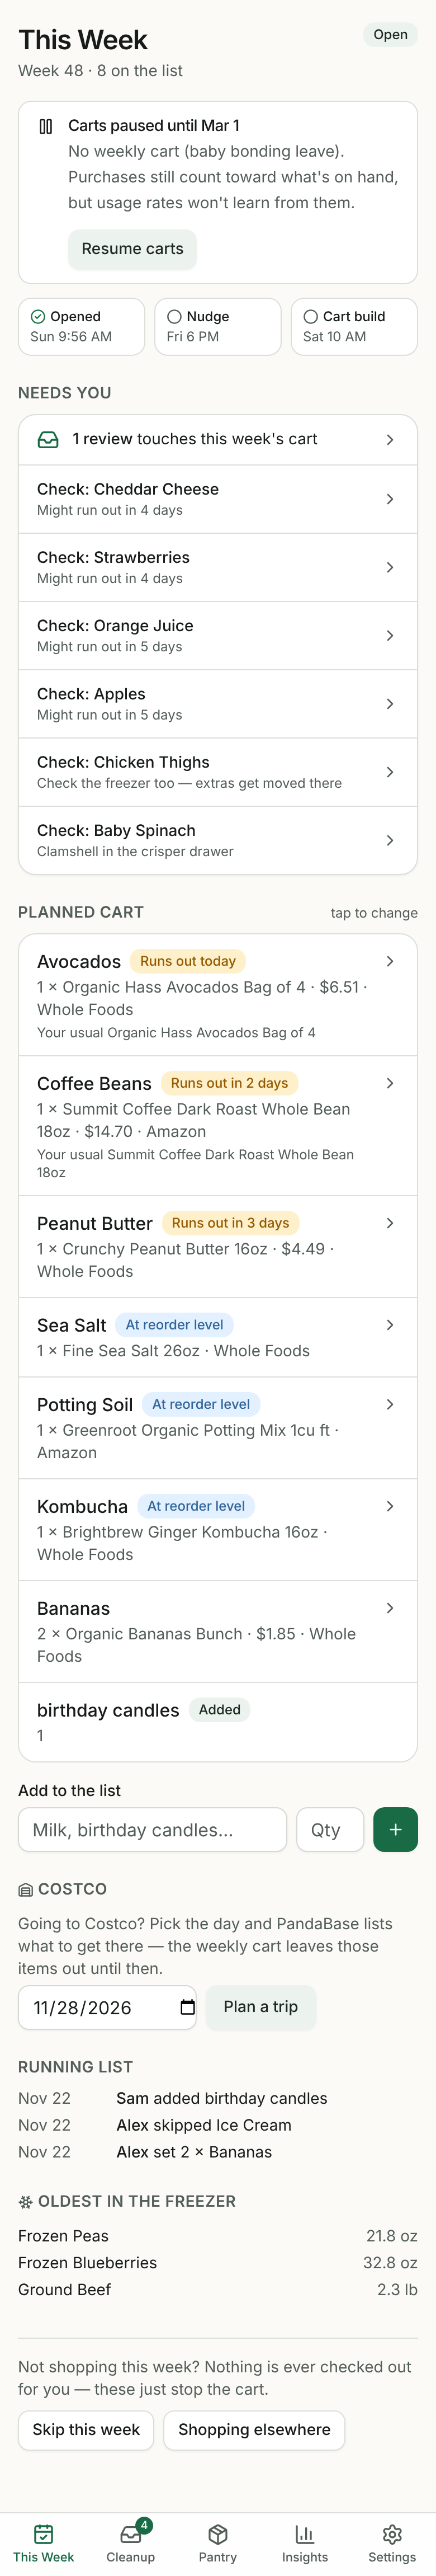 This Week
Open
Week 48 · 8 on the list
Carts paused until Mar 1
No weekly cart (baby bonding leave).
Purchases still count toward what's on hand,
but usage rates won't learn from them.
Resume carts
Opened
Sun 9:56 AM
Nudge
Fri 6 PM
Cart build
Sat 10 AM
NEEDS YOU
1 review touches this week's cart
Check: Cheddar Cheese
Might run out in 4 days
Check: Strawberries
Might run out in 4 days
Check: Orange Juice
Might run out in 5 days
Check: Apples
Might run out in 5 days
Check: Chicken Thighs
Check the freezer too — extras get moved there
Check: Baby Spinach
Clamshell in the crisper drawer
PLANNED CART
tap to change
Avocados Runs out today
1 × Organic Hass Avocados Bag of 4 · $6.51 ·
Whole Foods
Your usual Organic Hass Avocados Bag of 4
Coffee Beans Runs out in 2 days
1 × Summit Coffee Dark Roast Whole Bean
18oz · $14.70 · Amazon
Your usual Summit Coffee Dark Roast Whole Bean
18oz
Peanut Butter Runs out in 3 days
1 × Crunchy Peanut Butter 16oz · $4.49 ·
Whole Foods
Sea Salt At reorder level
1 × Fine Sea Salt 26oz · Whole Foods
Potting Soil At reorder level
1 × Greenroot Organic Potting Mix 1cu ft ·
Amazon
Kombucha At reorder level
1 × Brightbrew Ginger Kombucha 16oz ·
Whole Foods
Bananas
2 × Organic Bananas Bunch · $1.85 · Whole
Foods
birthday candles Added
1
Add to the list
Milk, birthday candles...
Qty
+
COSTCO
Going to Costco? Pick the day and PandaBase lists
what to get there — the weekly cart leaves those
items out until then.
11/28/2026
Plan a trip
RUNNING LIST
Nov 22 Sam added birthday candles
Nov 22 Alex skipped Ice Cream
Nov 22 Alex set 2 × Bananas
OLDEST IN THE FREEZER
Frozen Peas 21.8 oz
Frozen Blueberries 32.8 oz
Ground Beef 2.3 lb
Not shopping this week? Nothing is ever checked out
for you — these just stop the cart.
Skip this week
Shopping elsewhere
4
This Week
Cleanup
Pantry
Insights
Settings